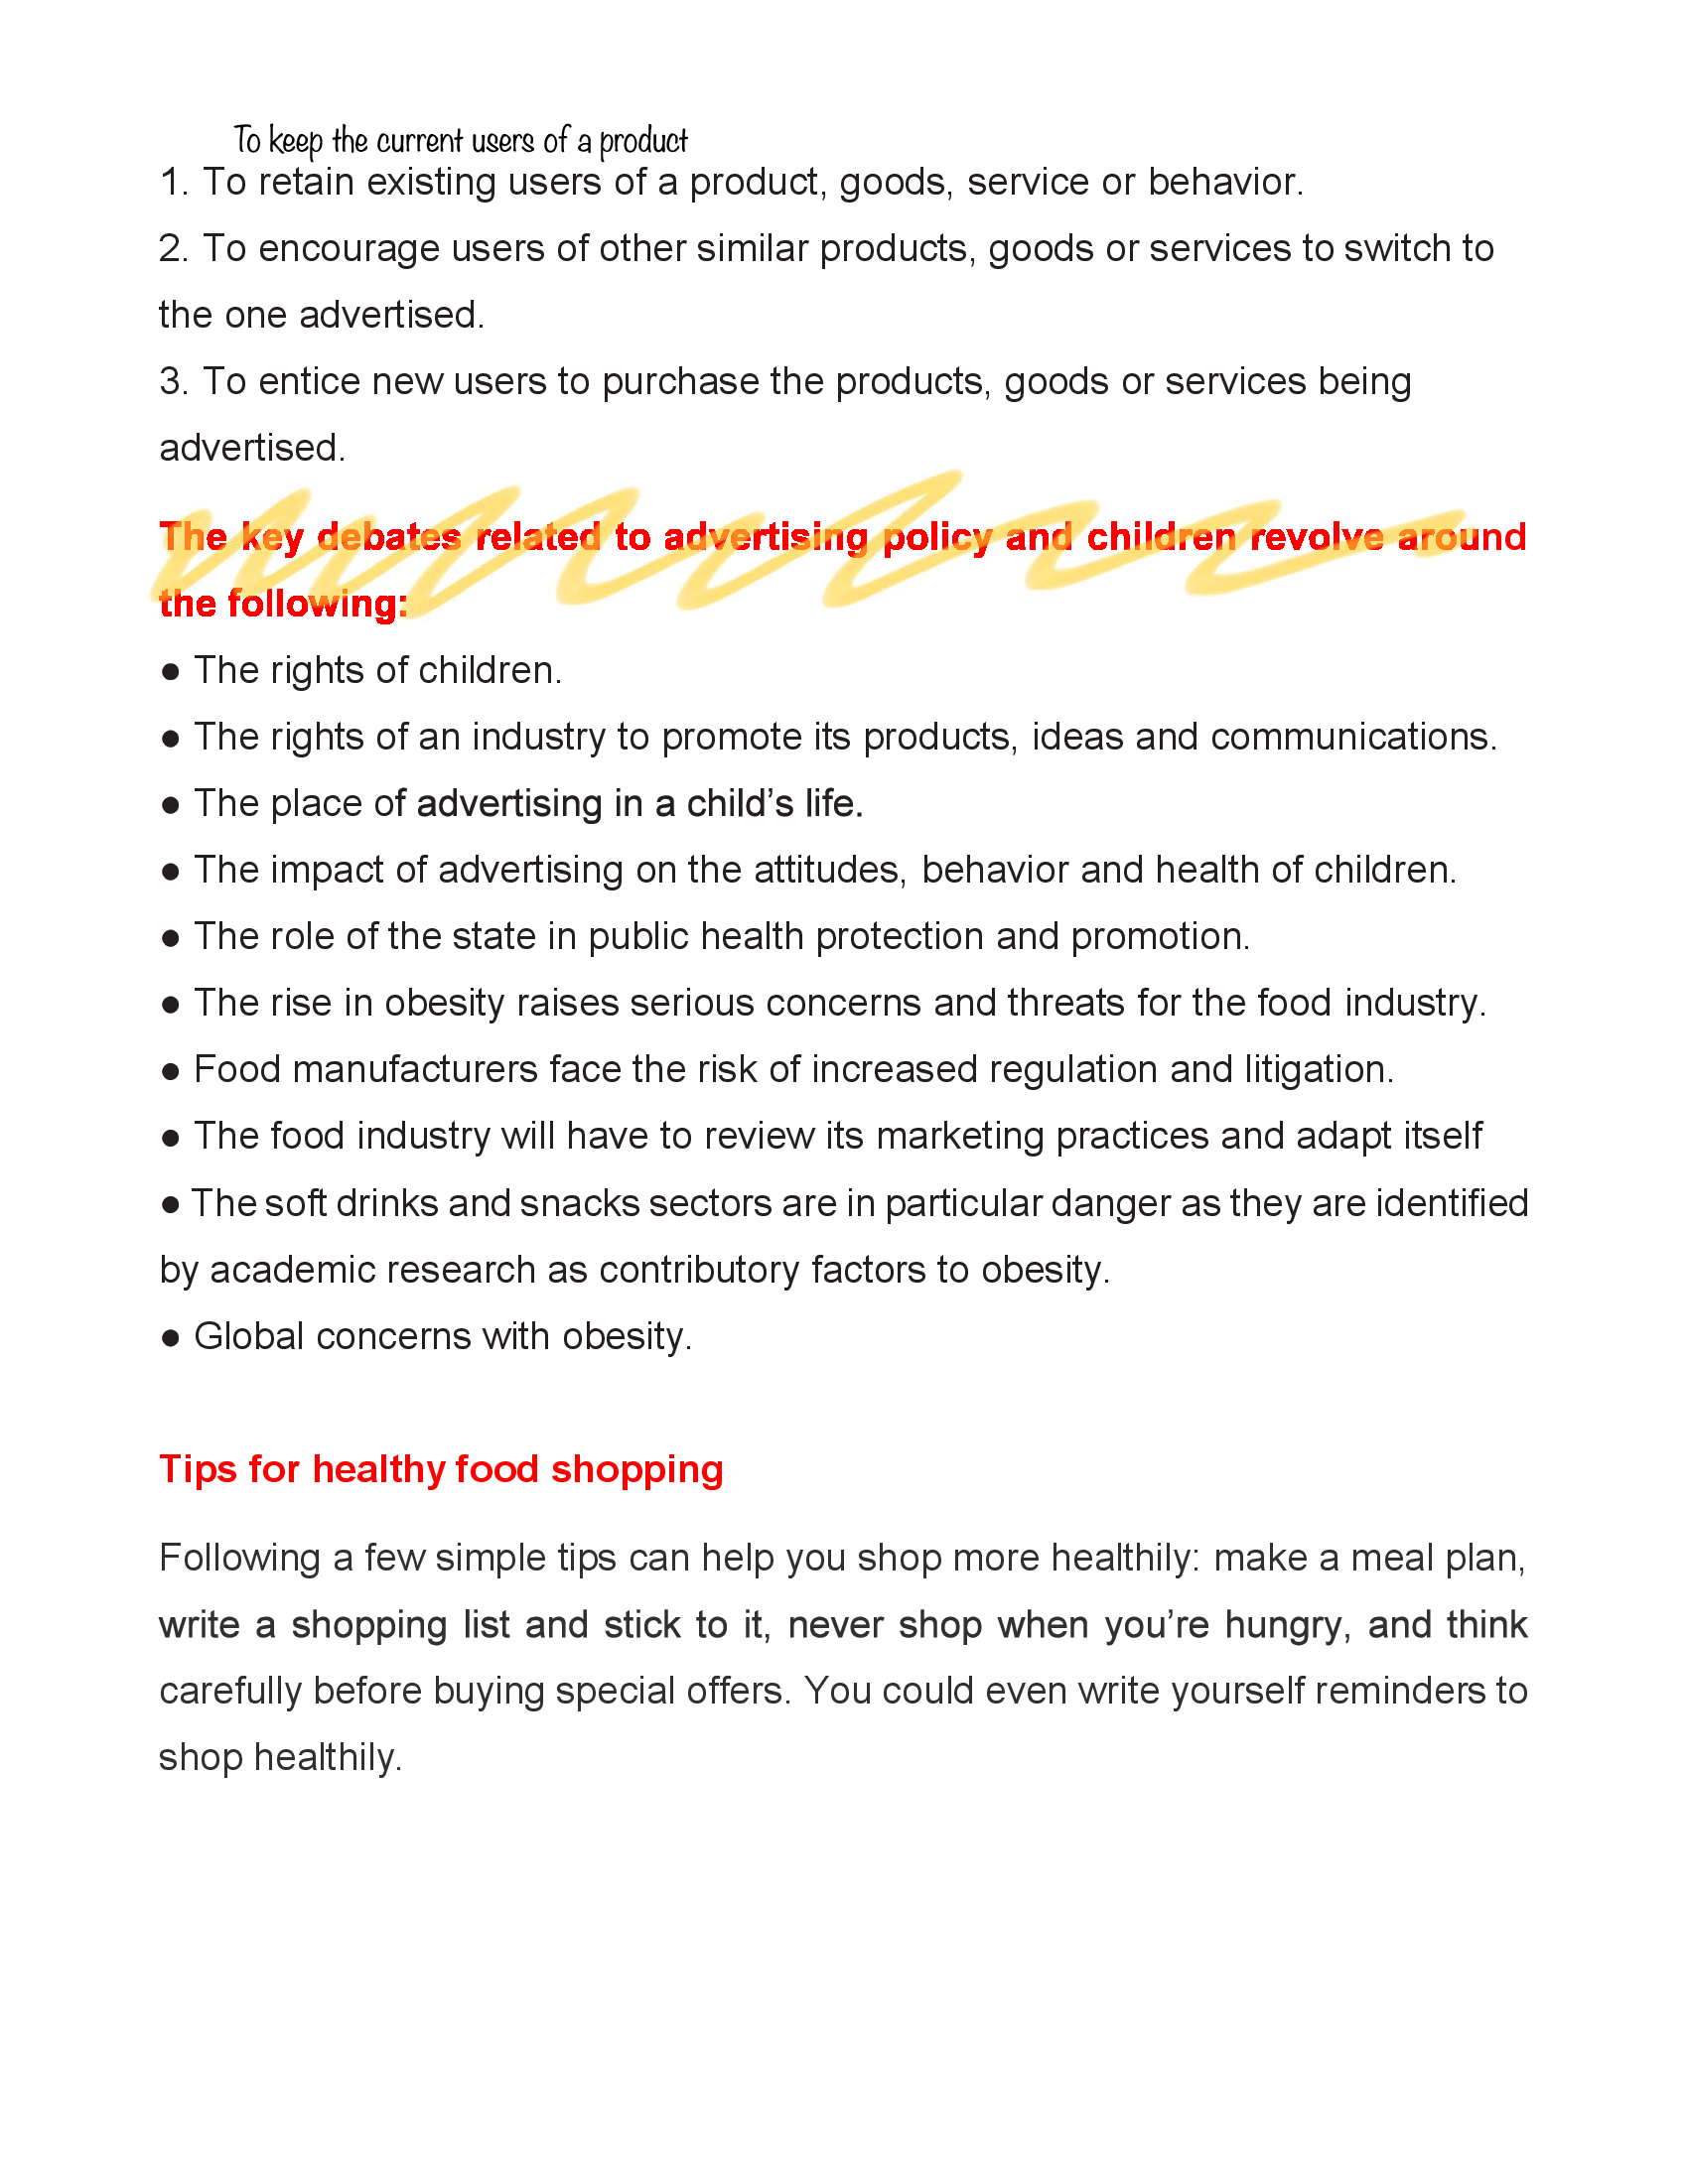 To keep the current users of a product
1. To retain existing users of a product, goods, service or behavior.
2. To encourage users of other similar products, goods or services to switch to
the one advertised.
3. To entice new users to purchase the products, goods or services being
advertised.
The key debates related to advertising policy and children revolve around
the following:
● The rights of children.
● The rights of an industry to promote its products, ideas and communications.
● The place of advertising in a child’s life.
● The impact of advertising on the attitudes, behavior and health of children.
● The role of the state in public health protection and promotion.
● The rise in obesity raises serious concerns and threats for the food industry.
● Food manufacturers face the risk of increased regulation and litigation.
● The food industry will have to review its marketing practices and adapt itself
● The soft drinks and snacks sectors are in particular danger as they are identified
by academic research as contributory factors to obesity.
● Global concerns with obesity.
Tips for healthy food shopping
Following a few simple tips can help you shop more healthily: make a meal plan,
write a shopping list and stick to it, never shop when you’re hungry, and think
carefully before buying special offers. You could even write yourself reminders to
shop healthily.